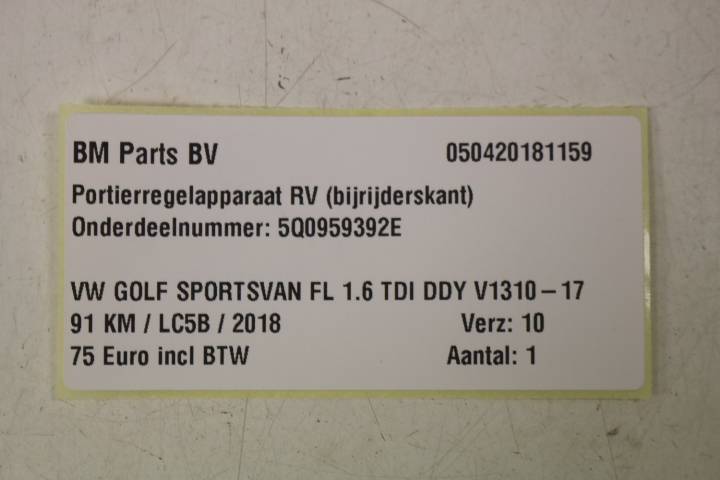 BM Parts BV 050420181159
Portierregelapparaat RV (bijrijderskant)
Onderdeelnummer: 5Q0959392E
VW GOLF SPORTSVAN FL 1.6 TDI DDY V1310-17
91 KM / LC5B / 2018 Verz: 10
75 Euro incl BTW Aantal: 1